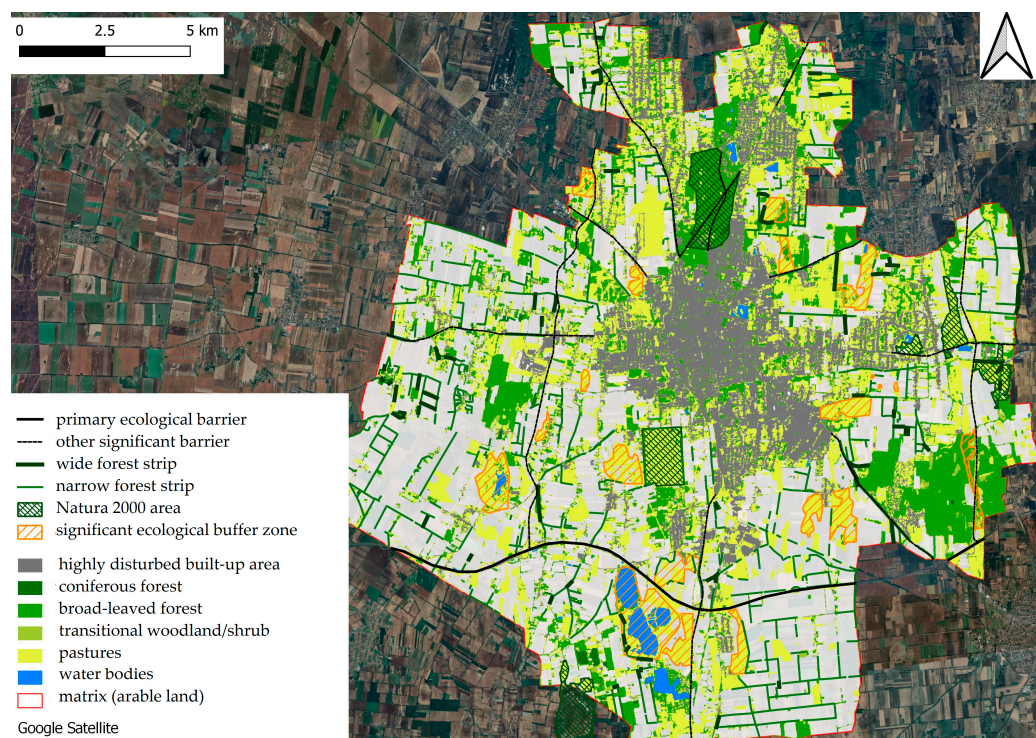 0 2.5 5 km
primary ecological barrier
other significant barrier
wide forest strip
narrow forest strip
Natura 2000 area
significant ecological buffer zone
highly disturbed built-up area
coniferous forest
broad-leaved forest
transitional woodland/shrub
pastures
water bodies
matrix (arable land)
Google Satellite